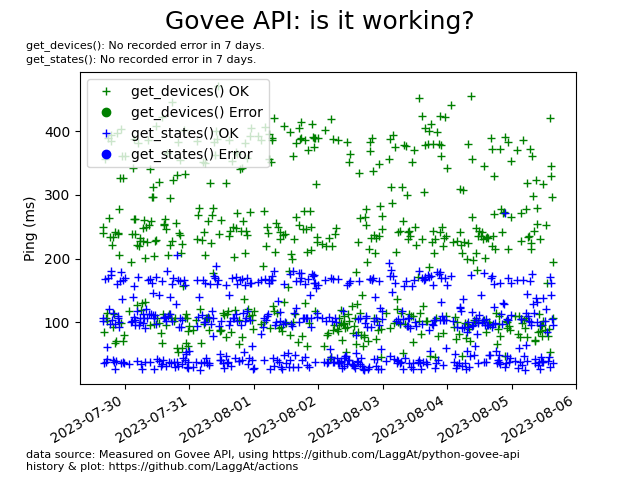 Govee API: is it working?
get_devices(): No recorded error in 7 days.
get_states(): No recorded error in 7 days.
get_devices() OK
get_devices() Error
get_states() OK
get_states() Error
Ping (ms)
400
300
200
100
2023-07-30
2023-07-31
2023-08-01
2023-08-02
2023-08-03
2023-08-04
2023-08-05
2023-08-06
data source: Measured on Govee API, using https://github.com/LaggAt/python-govee-api
history & plot: https://github.com/LaggAt/actions